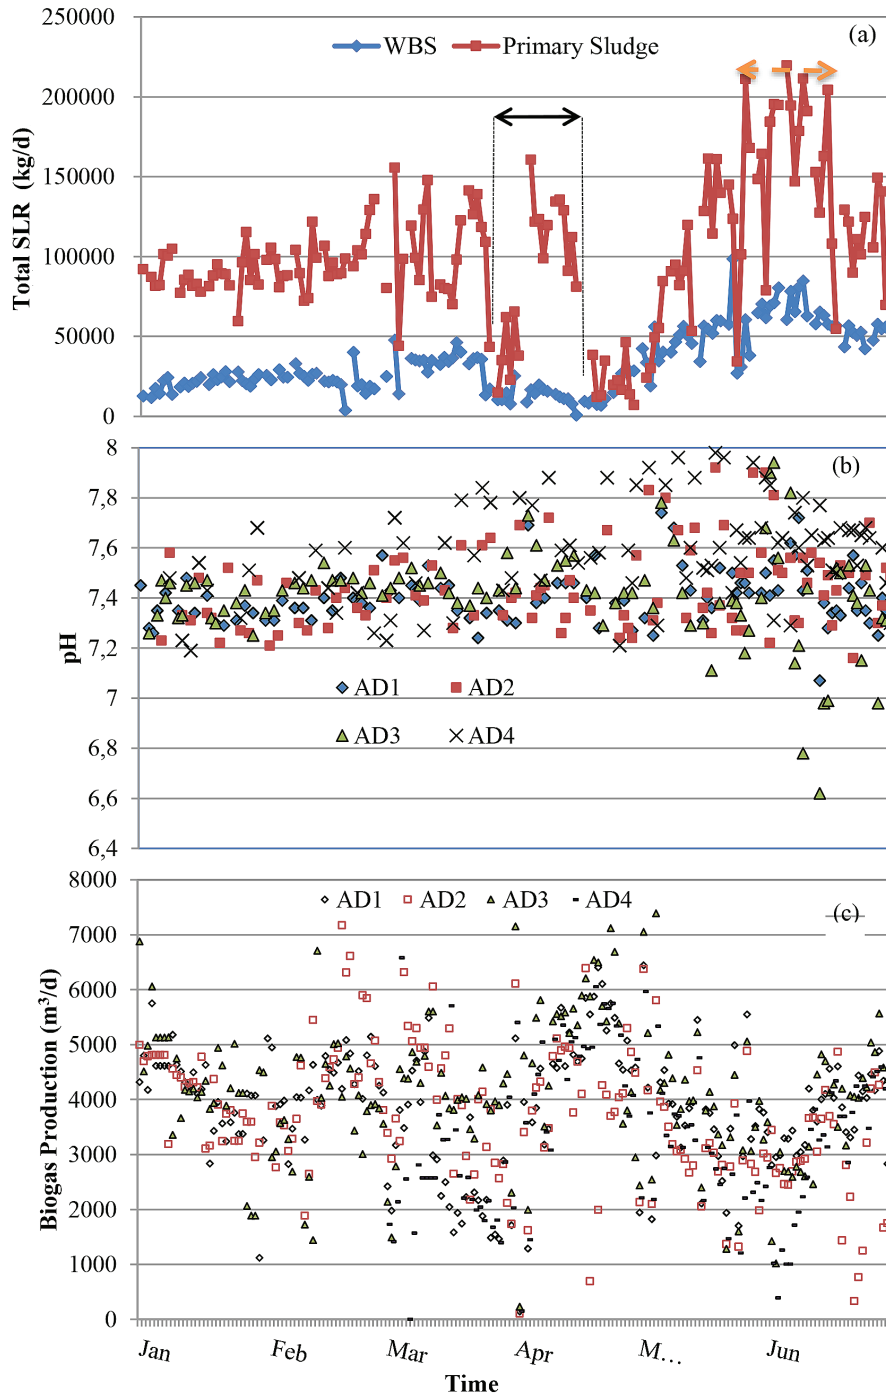 250000
(a)
WBS Primary Sludge
200000
150000
100000
50000
0
Total SLR (kg/d)
8
(b)
7,8
7,6
7,4
7,2
7
6,8
6,6
6,4
pH
AD1 AD2
AD3 AD4
8000
AD1 AD2 AD3 AD4
(c)
7000
6000
5000
4000
3000
2000
1000
0
Biogas Production (m³/d)
Jan Feb Mar Apr M... Jun
Time